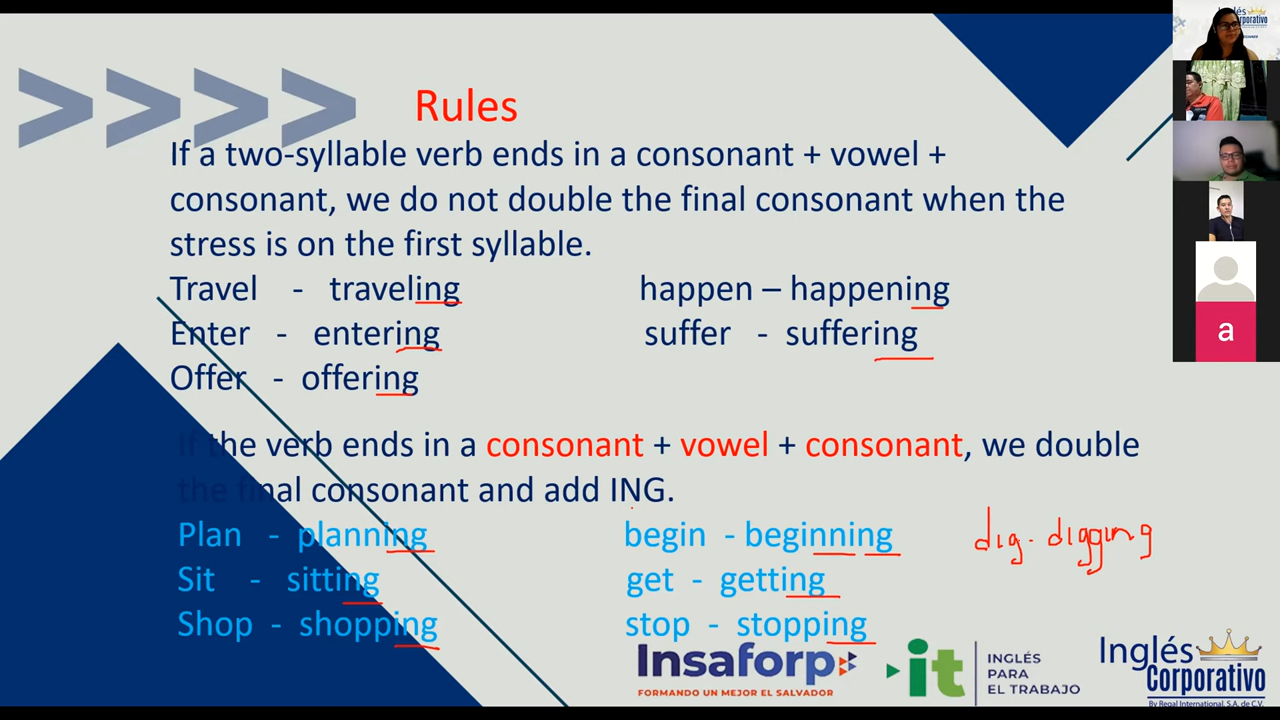 Rules
If a two-syllable verb ends in a consonant + vowel +
consonant, we do not double the final consonant when the
stress is on the first syllable.
Travel - traveling happen – happening
Enter - entering suffer - suffering
Offer - offering
If the verb ends in a consonant + vowel + consonant, we double
the final consonant and add ING.
Plan - planning begin - beginning
dig - digging
Sit - sitting get - getting
Shop - shopping stop - stopping
Insaforp
FORMANDO UN MEJOR EL SALVADOR
it
INGLÉS
PARA
EL TRABAJO
Inglés
Corporativo
By Regal International, S.A. de C.V.
Inglés
Corporativo
a